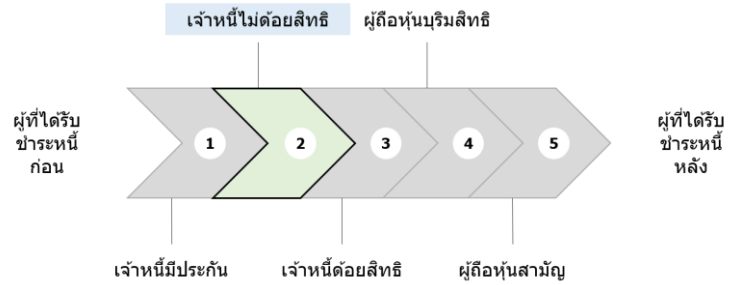 เจ้าหนี้ไม่ด้อยสิทธิ ผู้ถือหุ้นบุริมสิทธิ
ผู้ที่ได้รับ
ชำระหนี้
ก่อน
1 2 3 4 5
ผู้ที่ได้รับ
ชำระหนี้
หลัง
เจ้าหนี้มีประกัน เจ้าหนี้ด้อยสิทธิ ผู้ถือหุ้นสามัญ